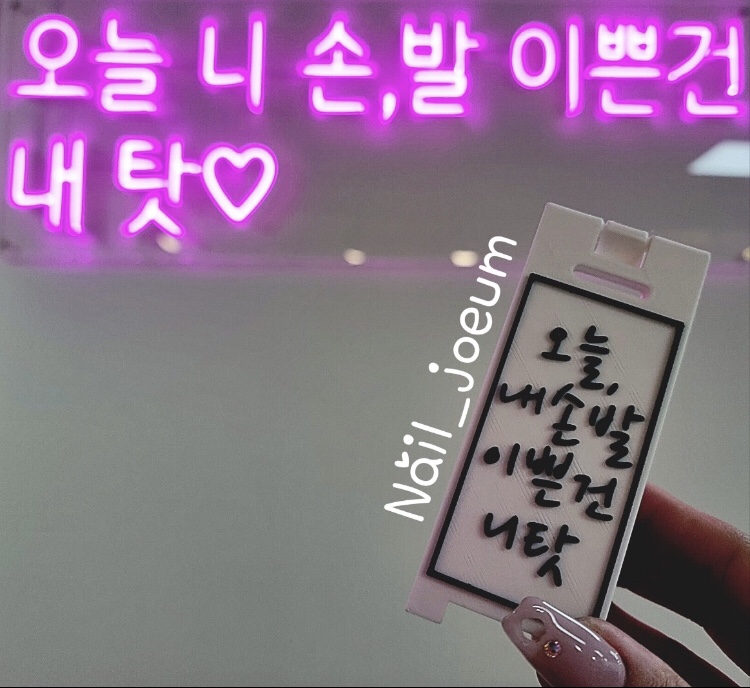 오늘 니 손,발 이쁜건
내 탓♡
Nail_joeum
오늘,
내 손 발
이쁜 건
니 탓